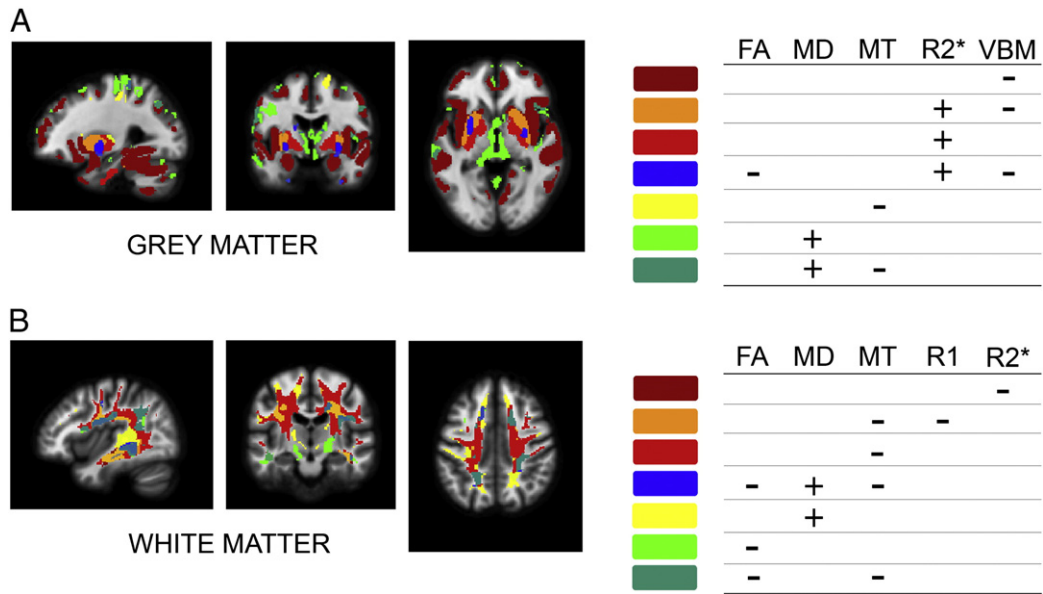 A
FA MD MT R2* VBM
-
+ -
+
- + -
-
+
+ -
GREY MATTER
B
FA MD MT R1 R2*
-
- -
-
- + -
+
-
- -
WHITE MATTER